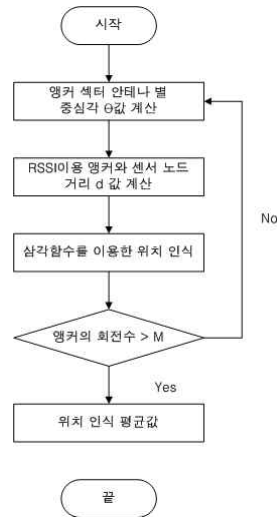 시작
앵커 섹터 안테나 별
중심각 Θ값 계산
RSSI이용 앵커와 센서 노드
거리 d 값 계산
삼각함수를 이용한 위치 인식
앵커의 회전수 > M
No
Yes
위치 인식 평균값
끝